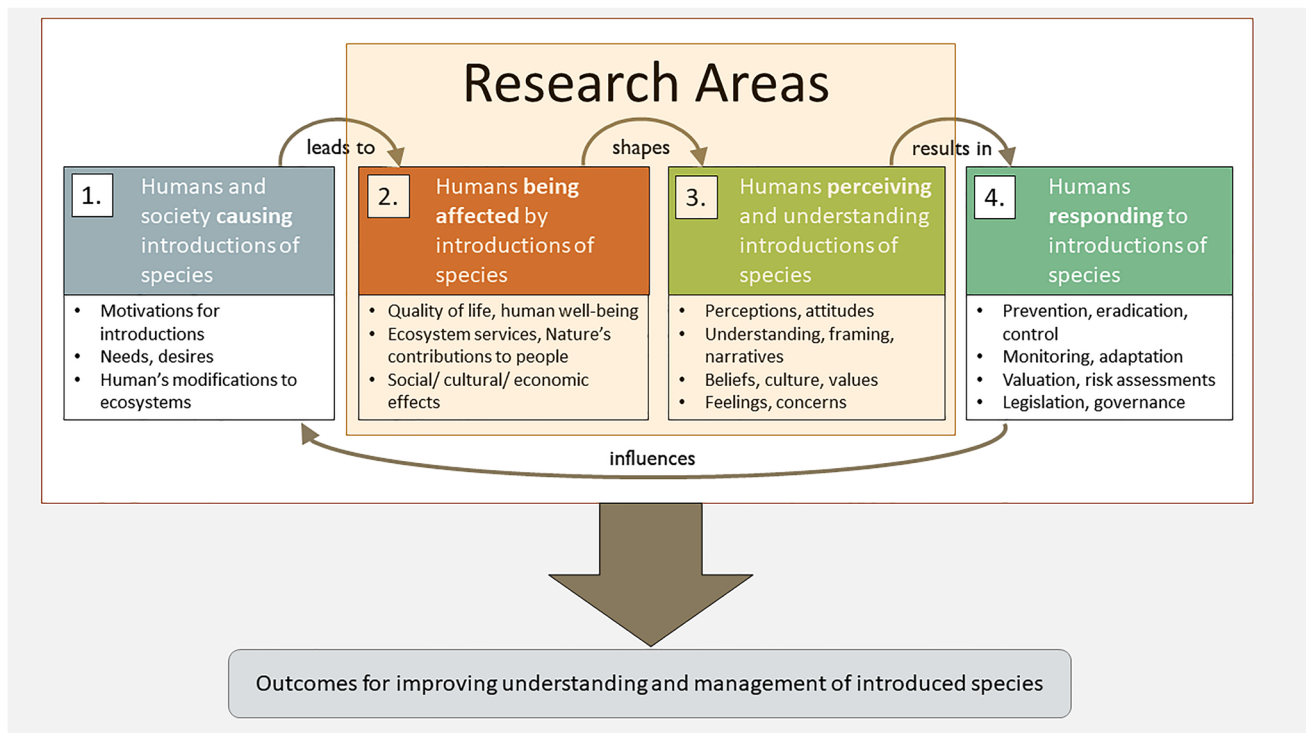 Research Areas
leads to
shapes
results in
1.
Humans and
society causing
introductions of
species
• Motivations for
introductions
• Needs, desires
• Human's modifications to
ecosystems
2.
Humans being
affected by
introductions of
species
• Quality of life, human well-being
• Ecosystem services, Nature's
contributions to people
• Social/ cultural/ economic
effects
3.
Humans perceiving
and understanding
introductions of
species
• Perceptions, attitudes
• Understanding, framing,
narratives
• Beliefs, culture, values
• Feelings, concerns
4.
Humans
responding to
introductions of
species
• Prevention, eradication,
control
• Monitoring, adaptation
• Valuation, risk assessments
• Legislation, governance
influences
Outcomes for improving understanding and management of introduced species